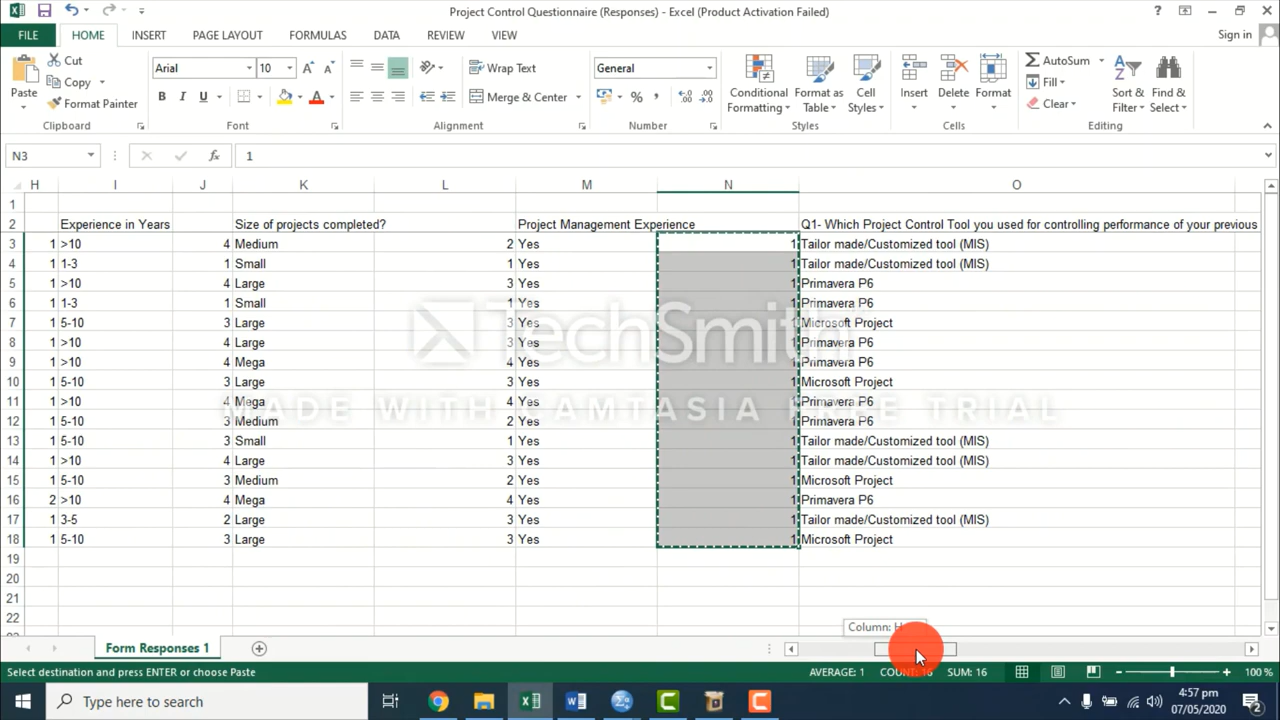 Project Control Questionnaire (Responses) - Excel (Product Activation Failed)
FILE HOME INSERT PAGE LAYOUT FORMULAS DATA REVIEW VIEW Sign in
Cut
Copy
Format Painter
Paste
Clipboard
Arial 10
B I U
Font
Wrap Text
Merge & Center
Alignment
General
Number
Conditional Formatting
Format as Table
Cell Styles
Styles
Insert Delete Format
Cells
AutoSum
Fill
Clear
Sort & Filter
Find & Select
Editing
N3 fx 1
H I J K L M N O
1
2 Experience in Years Size of projects completed? Project Management Experience Q1- Which Project Control Tool you used for controlling performance of your previous
3 1 >10 4 Medium 2 Yes 1 Tailor made/Customized tool (MIS)
4 1 1-3 1 Small 1 Yes 1 Tailor made/Customized tool (MIS)
5 1 >10 4 Large 3 Yes 1 Primavera P6
6 1 1-3 1 Small 1 Yes 1 Primavera P6
7 1 5-10 3 Large 3 Yes 1 Microsoft Project
8 1 >10 4 Large 3 Yes 1 Primavera P6
9 1 >10 4 Mega 4 Yes 1 Primavera P6
10 1 5-10 3 Large 3 Yes 1 Microsoft Project
11 1 >10 4 Mega 4 Yes 1 Primavera P6
12 1 5-10 3 Medium 2 Yes 1 Primavera P6
13 1 5-10 3 Small 1 Yes 1 Tailor made/Customized tool (MIS)
14 1 >10 4 Large 3 Yes 1 Tailor made/Customized tool (MIS)
15 1 5-10 3 Medium 2 Yes 1 Microsoft Project
16 2 >10 4 Mega 4 Yes 1 Primavera P6
17 1 3-5 2 Large 3 Yes 1 Tailor made/Customized tool (MIS)
18 1 5-10 3 Large 3 Yes 1 Microsoft Project
19
20
21
22
TechSmith
MADE WITH CAMTASIA FREE TRIAL
Column: H
Form Responses 1
Select destination and press ENTER or choose Paste AVERAGE: 1 COUNT: 16 SUM: 16 100 %
Type here to search
4:57 pm
07/05/2020
2